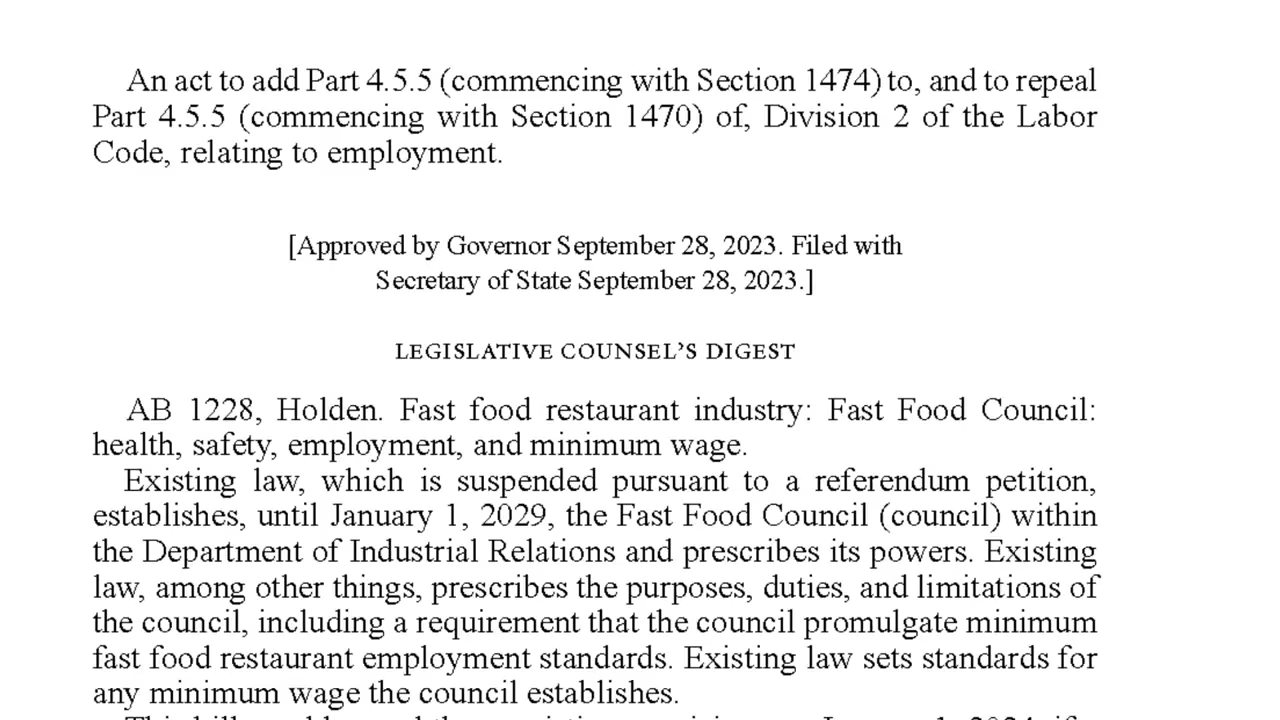 An act to add Part 4.5.5 (commencing with Section 1474) to, and to repeal
Part 4.5.5 (commencing with Section 1470) of, Division 2 of the Labor
Code, relating to employment.
[Approved by Governor September 28, 2023. Filed with
Secretary of State September 28, 2023.]
LEGISLATIVE COUNSEL’S DIGEST
AB 1228, Holden. Fast food restaurant industry: Fast Food Council:
health, safety, employment, and minimum wage.
Existing law, which is suspended pursuant to a referendum petition,
establishes, until January 1, 2029, the Fast Food Council (council) within
the Department of Industrial Relations and prescribes its powers. Existing
law, among other things, prescribes the purposes, duties, and limitations of
the council, including a requirement that the council promulgate minimum
fast food restaurant employment standards. Existing law sets standards for
any minimum wage the council establishes.